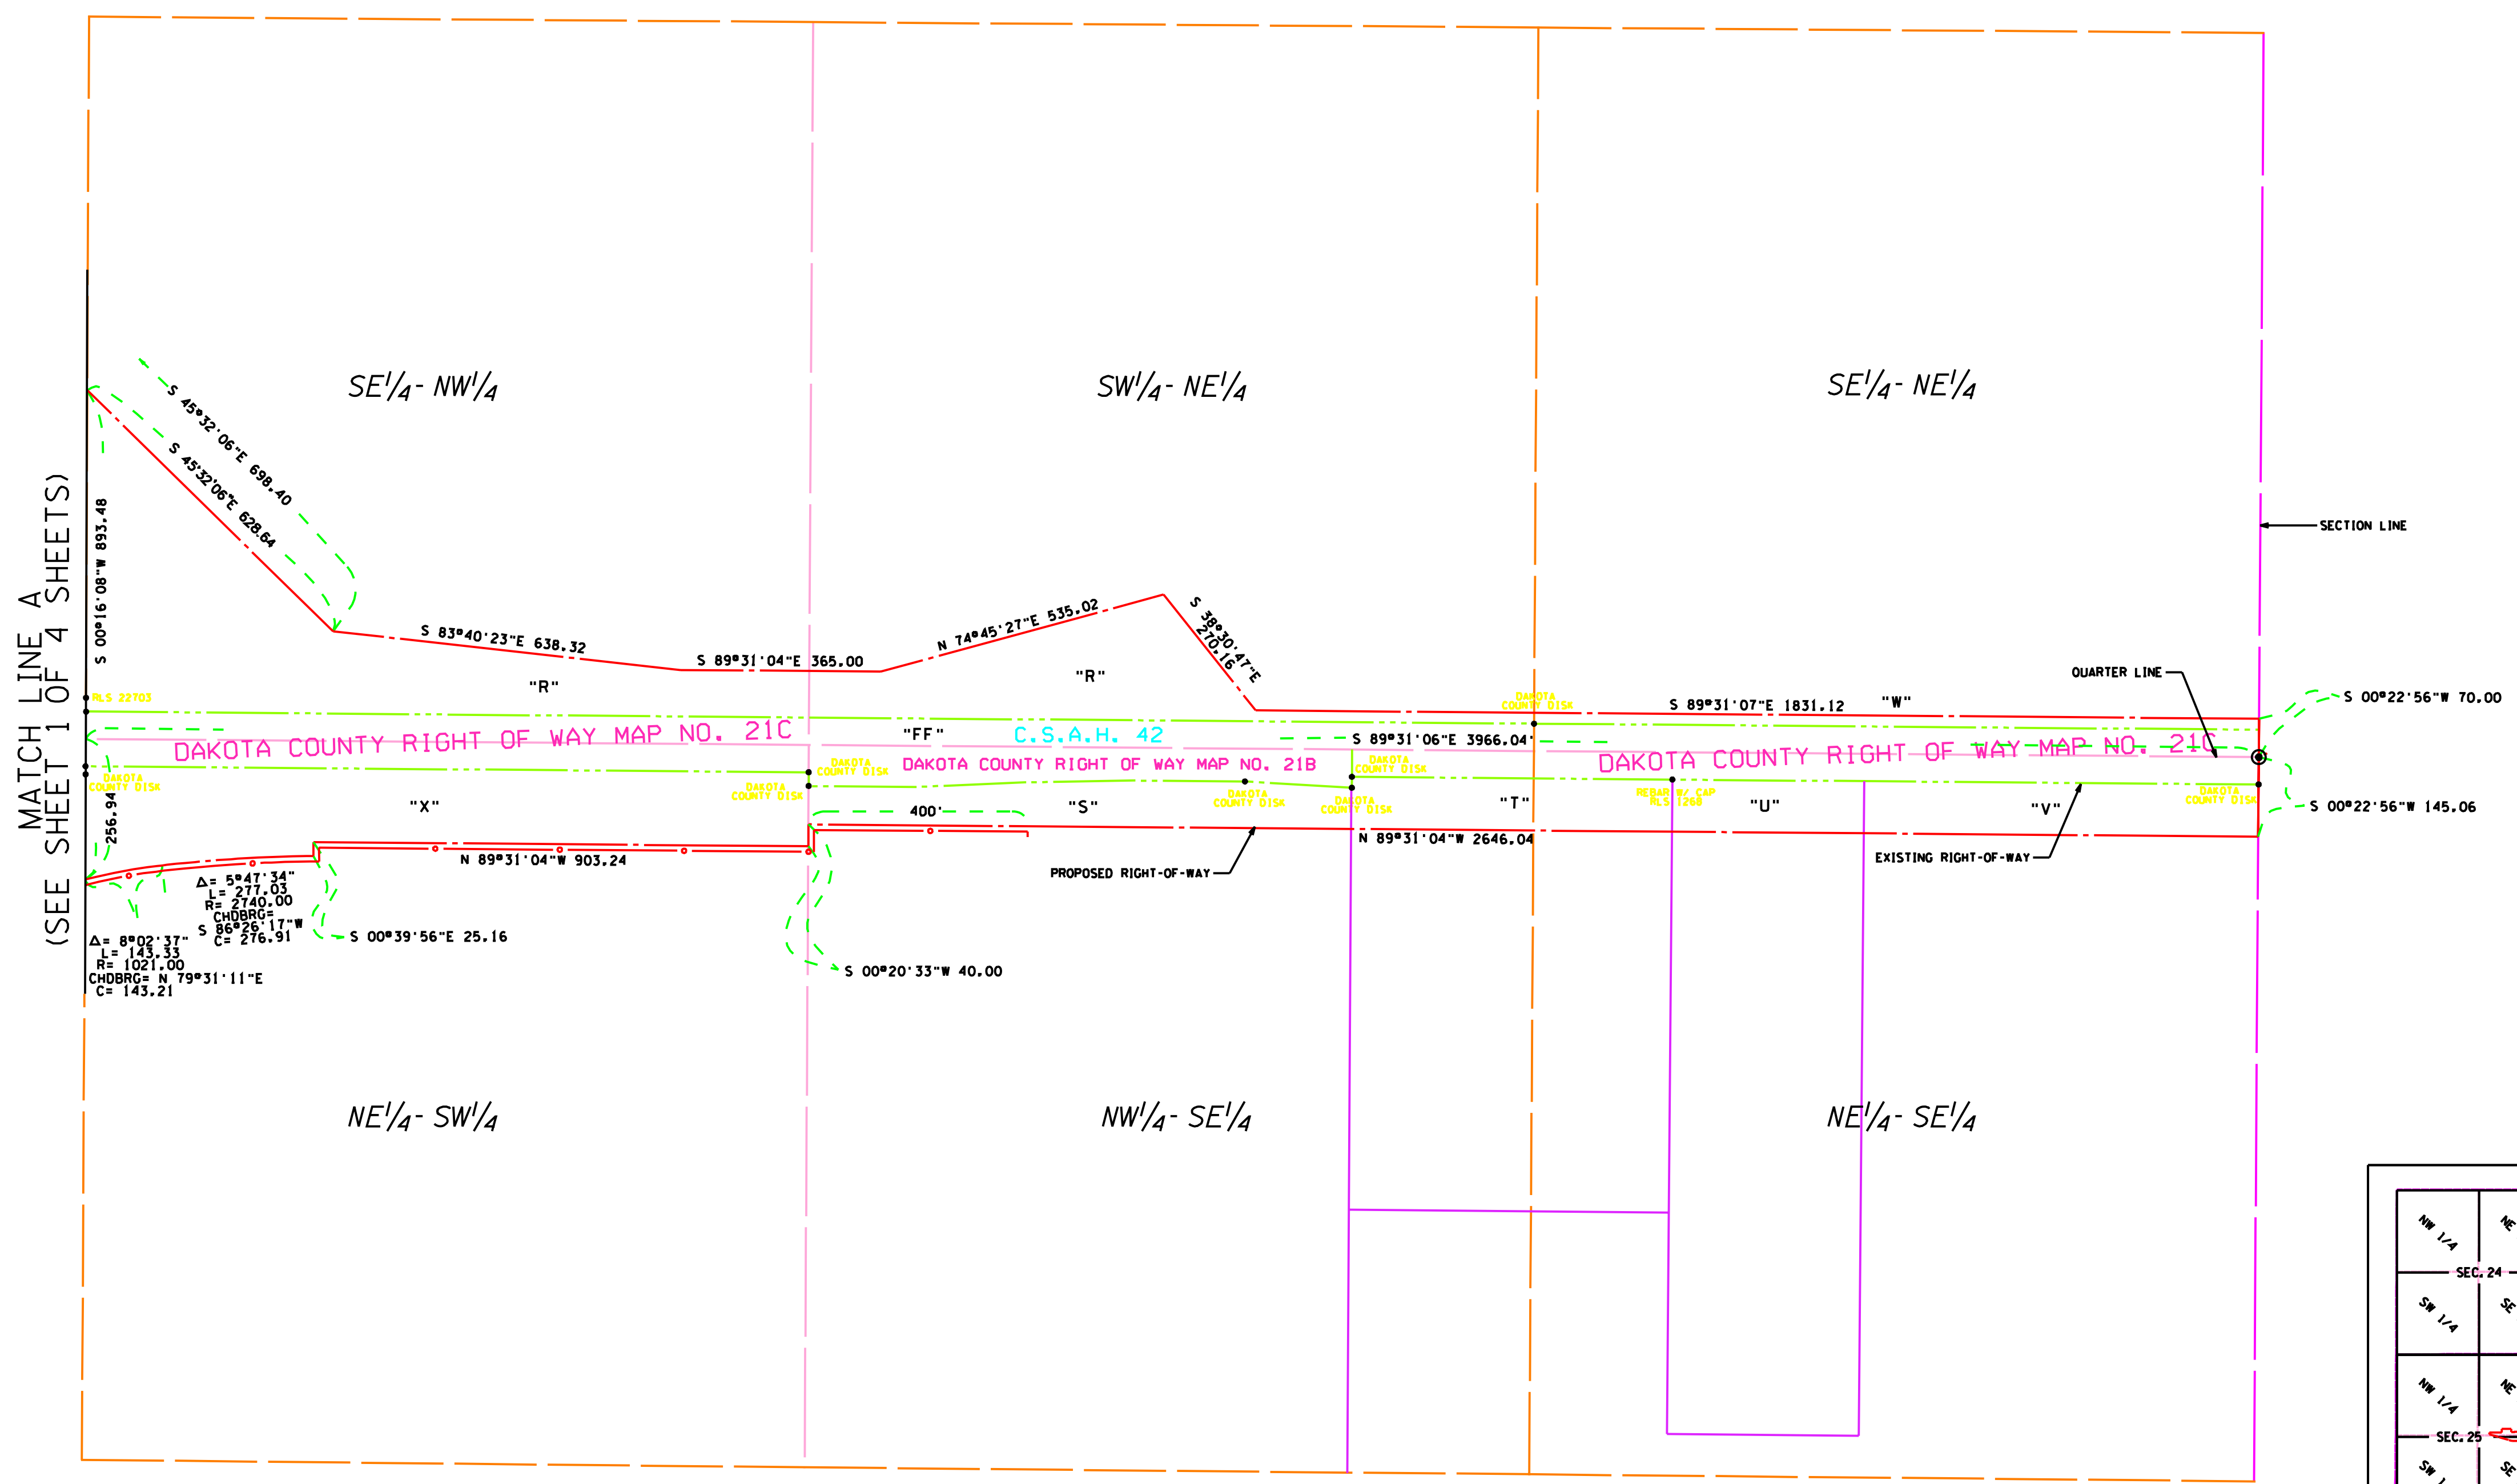 MATCH LINE A
(SEE SHEET 1 OF 4 SHEETS)
SE¼- NW¼
SW¼- NE¼
SE¼- NE¼
S 45°32'06"E 698.40
S 45°32'06"E 628.64
S 00°16'08"W 893.48
SECTION LINE
S 83°40'23"E 638.32
S 89°31'04"E 365.00
N 74°45'27"E 535.02
S 38°30'47"E
270.16
QUARTER LINE
"R"
"R"
RLS 22703
DAKOTA
COUNTY DISK
S 89°31'07"E 1831.12
"W"
S 00°22'56"W 70.00
DAKOTA COUNTY RIGHT OF WAY MAP NO. 21C
"FF"
C.S.A.H. 42
S 89°31'06"E 3966.04'
DAKOTA COUNTY RIGHT OF WAY MAP NO. 21C
DAKOTA COUNTY RIGHT OF WAY MAP NO. 21B
DAKOTA
COUNTY DISK
DAKOTA
COUNTY DISK
DAKOTA
COUNTY DISK
DAKOTA
COUNTY DISK
DAKOTA
COUNTY DISK
DAKOTA
COUNTY DISK
REBAR W/ CAP
RLS
DAKOTA
COUNTY DISK
256.94
"X"
400'
"S"
"T"
"U"
"V"
S 00°22'56"W 145.06
N 89°31'04"W 903.24
N 89°31'04"W 2646.04
PROPOSED RIGHT-OF-WAY
EXISTING RIGHT-OF-WAY
Δ= 5°47'34"
L= 277.03
R= 2740.00
CHDBRG=
S 86°26'17"W
C= 276.91
S 00°39'56"E 25.16
Δ= 8°02'37"
L= 143.33
R= 1021.00
CHDBRG= N 79°31'11"E
C= 143.21
S 00°20'33"W 40.00
NE¼- SW¼
NW¼- SE¼
NE¼- SE¼
NW 1/4
NE
SEC. 24
SW 1/4
SE
NW 1/4
NE
SEC. 25
SW 1
SE